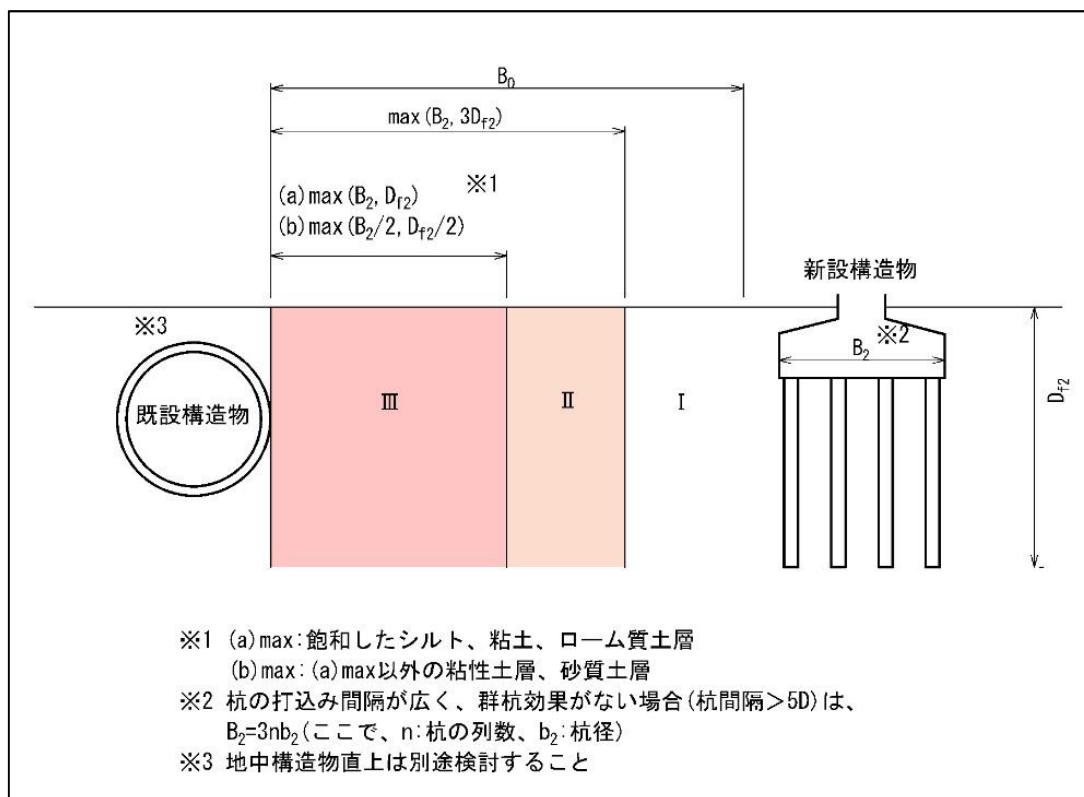 B₀
max(B₂, 3D_f2)
(a)max(B₂, D_f2) ※1
(b)max(B₂/2, D_f2/2)
新設構造物
※3
※2
B₂
既設構造物
Ⅲ
Ⅱ
Ⅰ
D_f2
※1 (a)max:飽和したシルト、粘土、ローム質土層
(b)max:(a)max以外の粘性土層、砂質土層
※2 杭の打込み間隔が広く、群杭効果がない場合(杭間隔＞5D)は、
B₂=3nb₂(ここで、n:杭の列数、b₂:杭径)
※3 地中構造物直上は別途検討すること